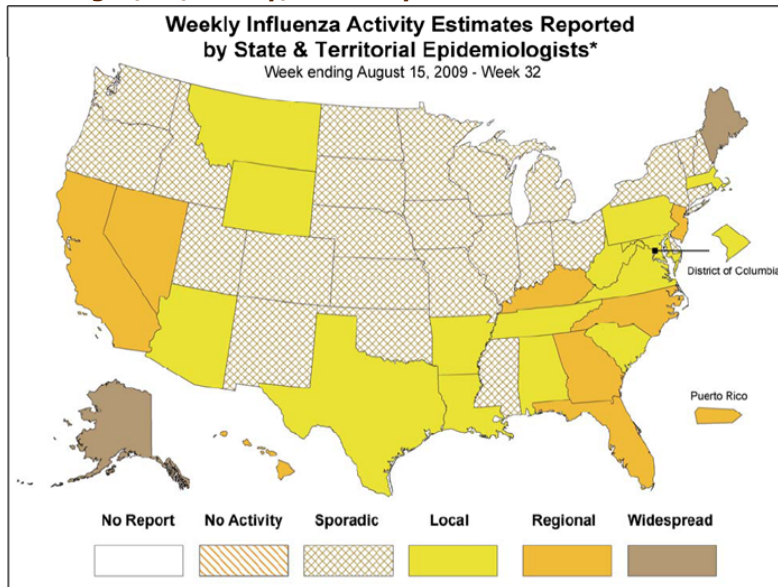 Weekly Influenza Activity Estimates Reported
by State & Territorial Epidemiologists*
Week ending August 15, 2009 - Week 32
District of Columbia
Puerto Rico
No Report No Activity Sporadic Local Regional Widespread